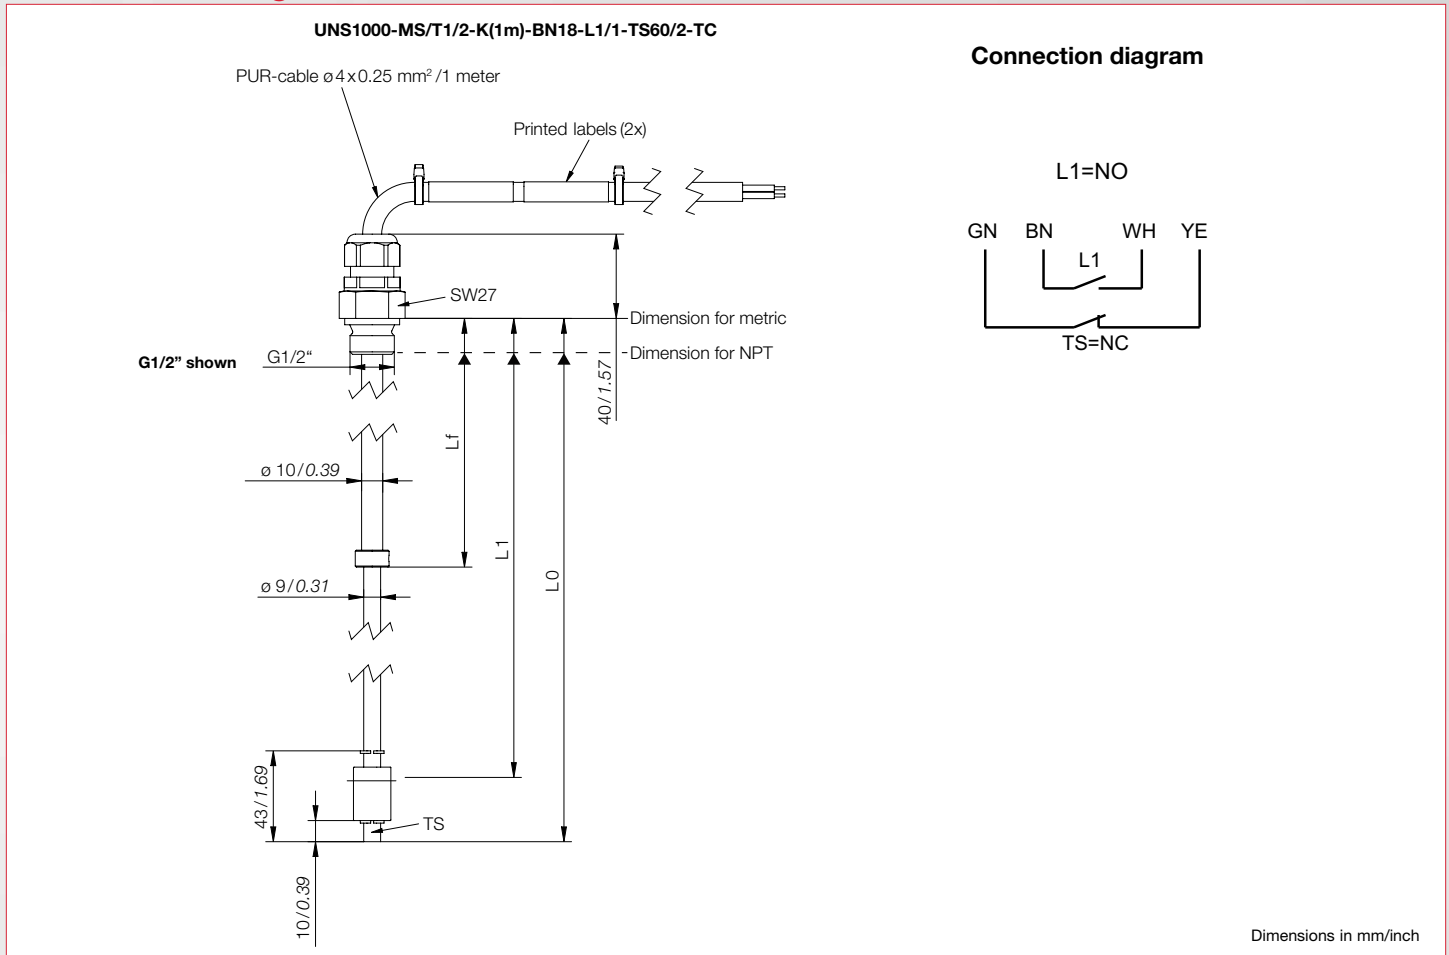 UNS1000-MS/T1/2-K(1m)-BN18-L1/1-TS60/2-TC
Connection diagram
PUR-cable ø4x0.25 mm² /1 meter
Printed labels (2x)
L1=NO
GN BN WH YE
L1
TS=NC
SW27
Dimension for metric
Dimension for NPT
G1/2” shown
G1/2“
40/1.57
Lf
ø 10/0.39
L1
L0
ø 9/0.31
43/1.69
TS
10/0.39
Dimensions in mm/inch